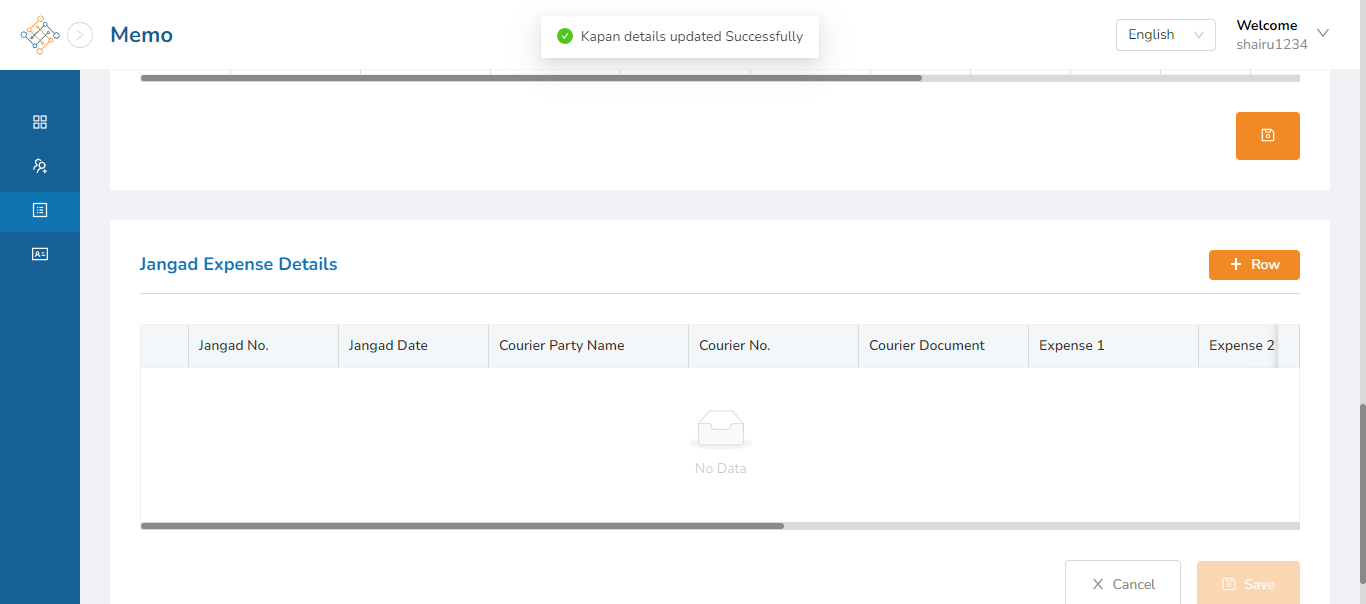 Memo
Kapan details updated Successfully
English
Welcome
shairu1234
Jangad Expense Details
+ Row
Jangad No.
Jangad Date
Courier Party Name
Courier No.
Courier Document
Expense 1
Expense 2
No Data
Cancel
Save